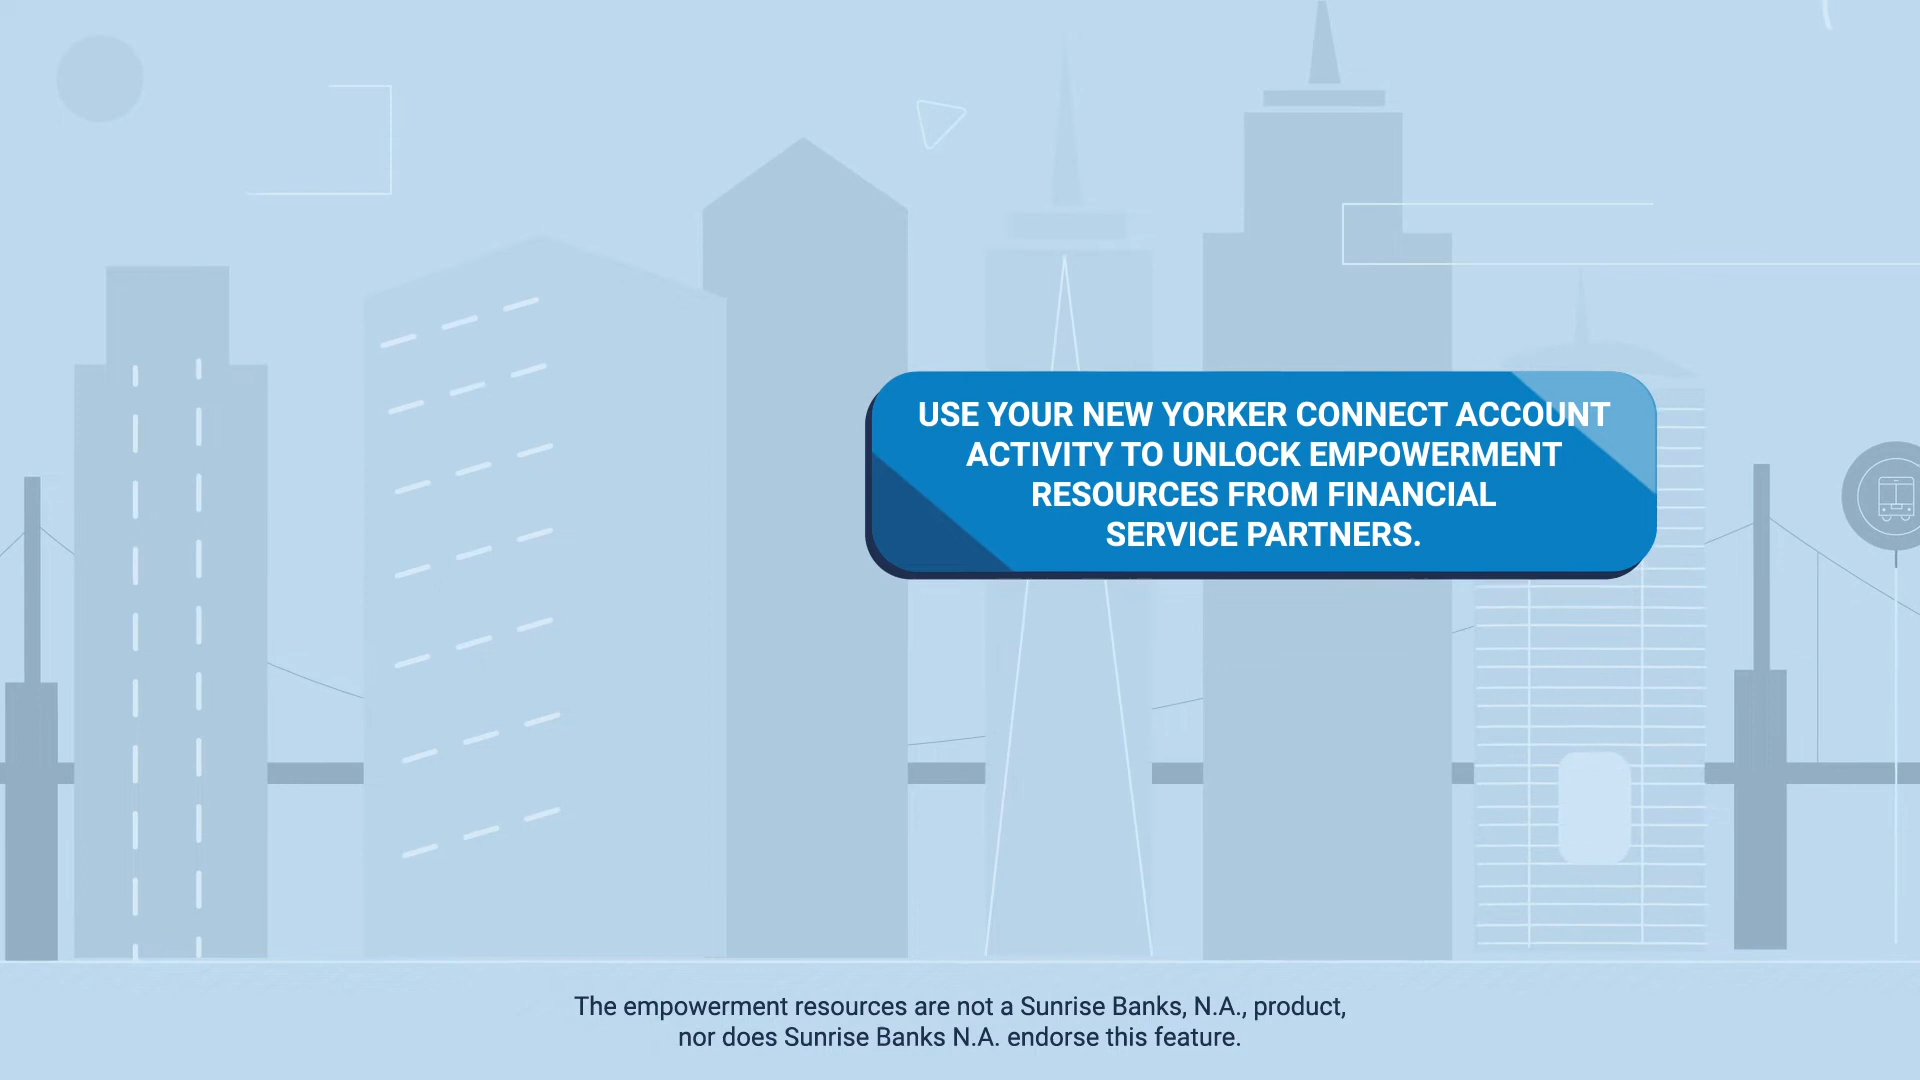 USE YOUR NEW YORKER CONNECT ACCOUNT
ACTIVITY TO UNLOCK EMPOWERMENT
RESOURCES FROM FINANCIAL
SERVICE PARTNERS.
The empowerment resources are not a Sunrise Banks, N.A., product,
nor does Sunrise Banks N.A. endorse this feature.